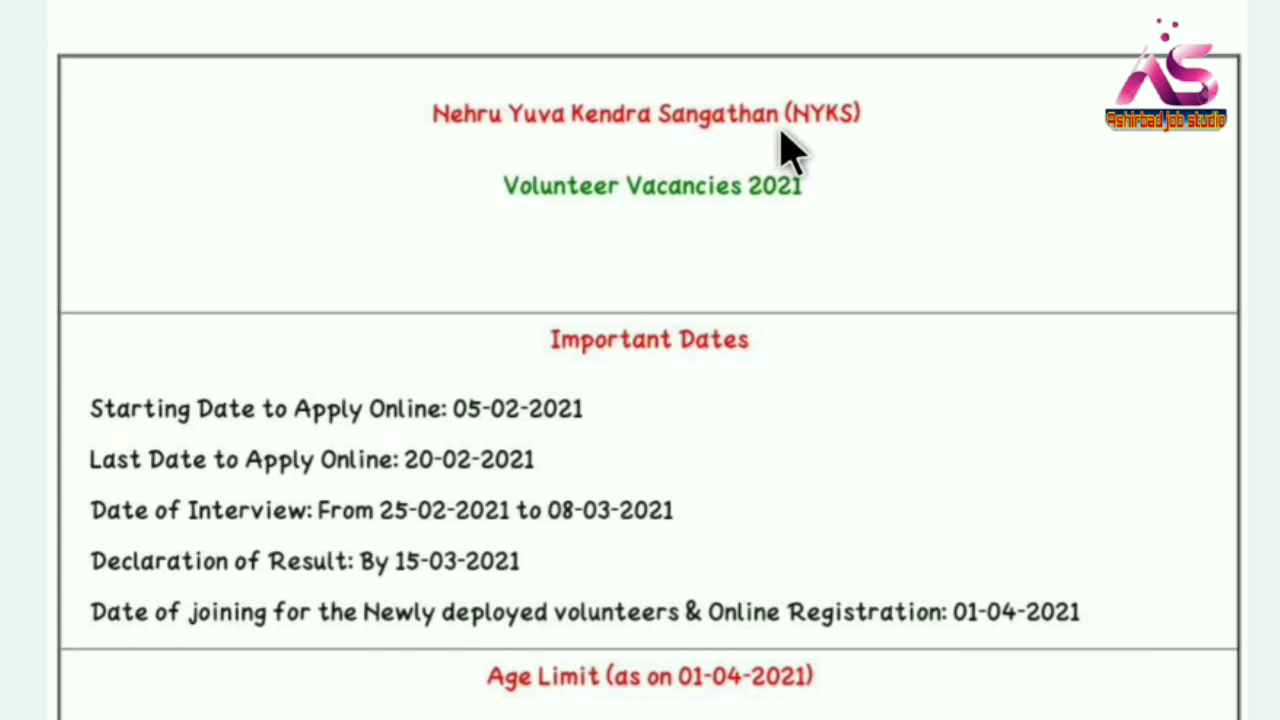 AS
Ashirbad job studio
Nehru Yuva Kendra Sangathan (NYKS)
Volunteer Vacancies 2021
Important Dates
Starting Date to Apply Online: 05-02-2021
Last Date to Apply Online: 20-02-2021
Date of Interview: From 25-02-2021 to 08-03-2021
Declaration of Result: By 15-03-2021
Date of joining for the Newly deployed volunteers & Online Registration: 01-04-2021
Age Limit (as on 01-04-2021)